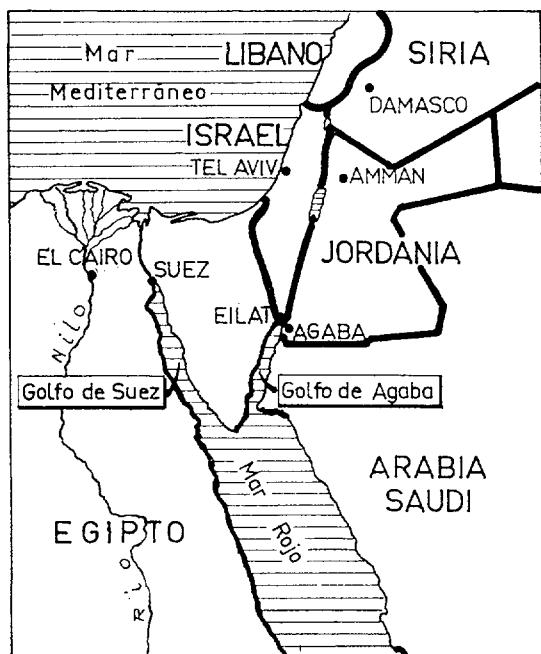 Mar
Mediterráneo
LIBANO
SIRIA
DAMASCO
ISRAEL
TEL AVIV
AMMAN
JORDANIA
EL CAIRO
SUEZ
EILAT
AGABA
Nilo
Golfo de Suez
Golfo de Agaba
Mar
Rojo
ARABIA
SAUDI
EGIPTO
Rio